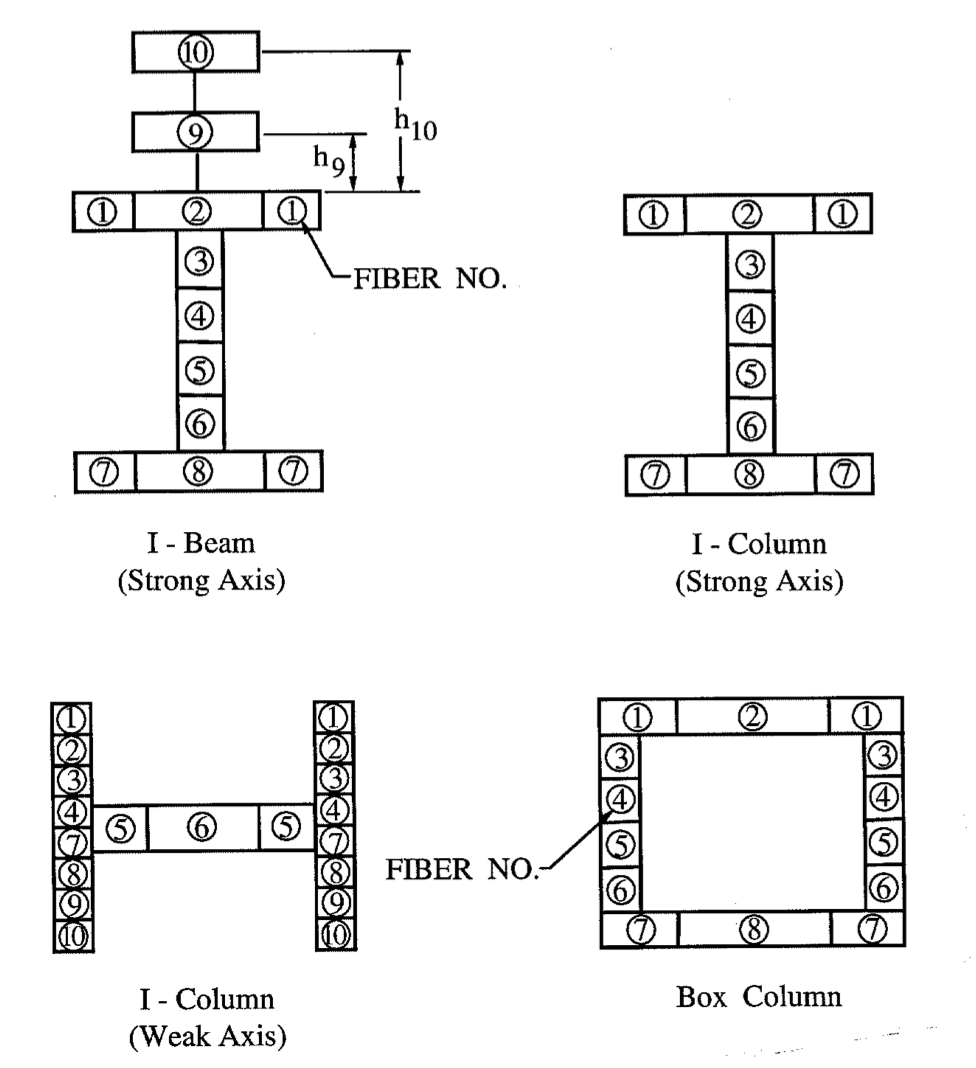 ⑩
h10
⑨
h9
① ② ①
③
FIBER NO.
④
⑤
⑥
⑦ ⑧ ⑦
I - Beam
(Strong Axis)
① ② ①
③
④
⑤
⑥
⑦ ⑧ ⑦
I - Column
(Strong Axis)
① ①
② ②
③ ③
④ ④
⑤ ⑥ ⑤
⑦ ⑦
⑧ ⑧
⑨ ⑨
⑩ ⑩
I - Column
(Weak Axis)
① ② ①
③ ③
④ ④
⑤ ⑤
FIBER NO.
⑥ ⑥
⑦ ⑧ ⑦
Box Column